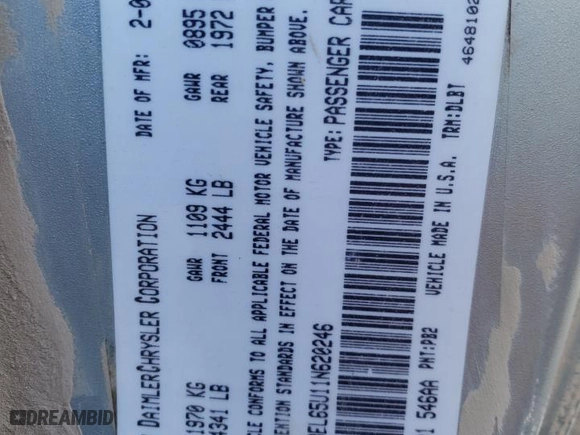 DAIMLERCHRYSLER CORPORATION DATE OF MFR: 2-0
1970 KG GAWR 1109 KG GAWR 0895
4341 LB FRONT 2444 LB REAR 1972
CLE CONFORMS TO ALL APPLICABLE FEDERAL MOTOR VEHICLE SAFETY, BUMPER
ENTION STANDARDS IN EFFECT ON THE DATE OF MANUFACTURE SHOWN ABOVE.
EL65U11N620246 TYPE: PASSENGER CAR
1 546AA PNT:PB2 VEHICLE MADE IN U.S.A. TRM:DLBT
4648102
DREAMBID